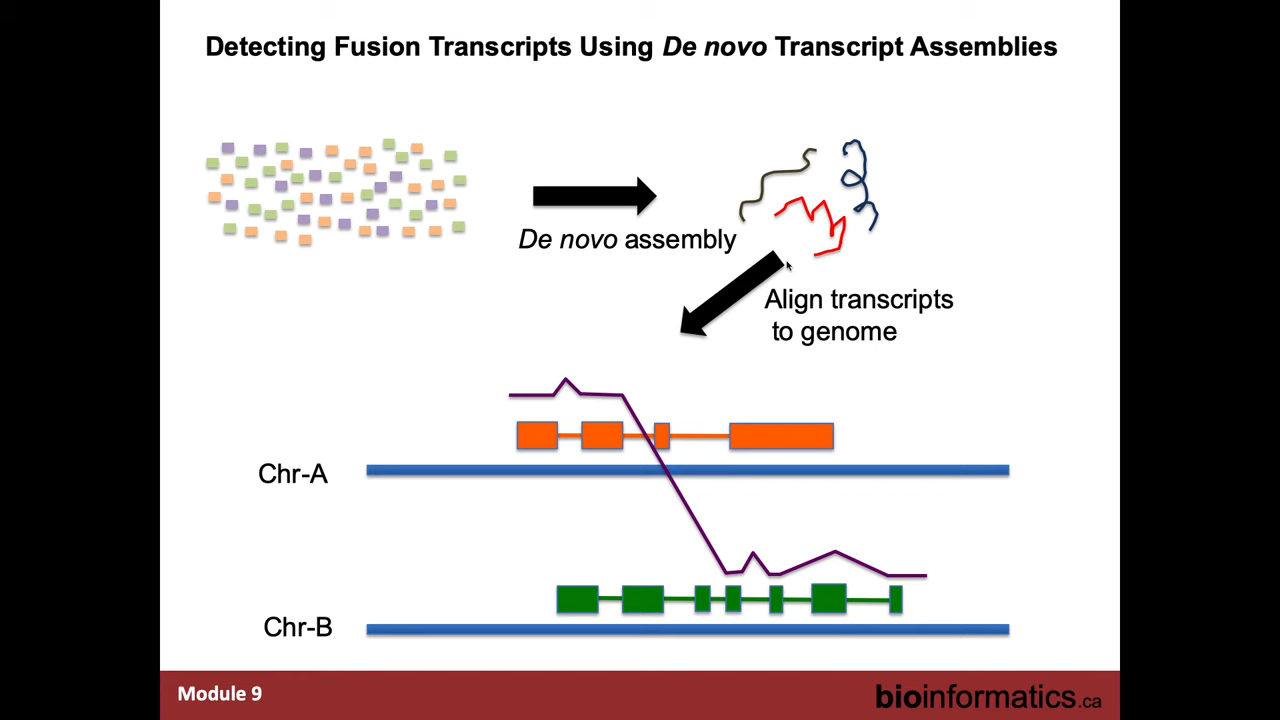 Detecting Fusion Transcripts Using De novo Transcript Assemblies
De novo assembly
Align transcripts
to genome
Chr-A
Chr-B
Module 9
bioinformatics.ca